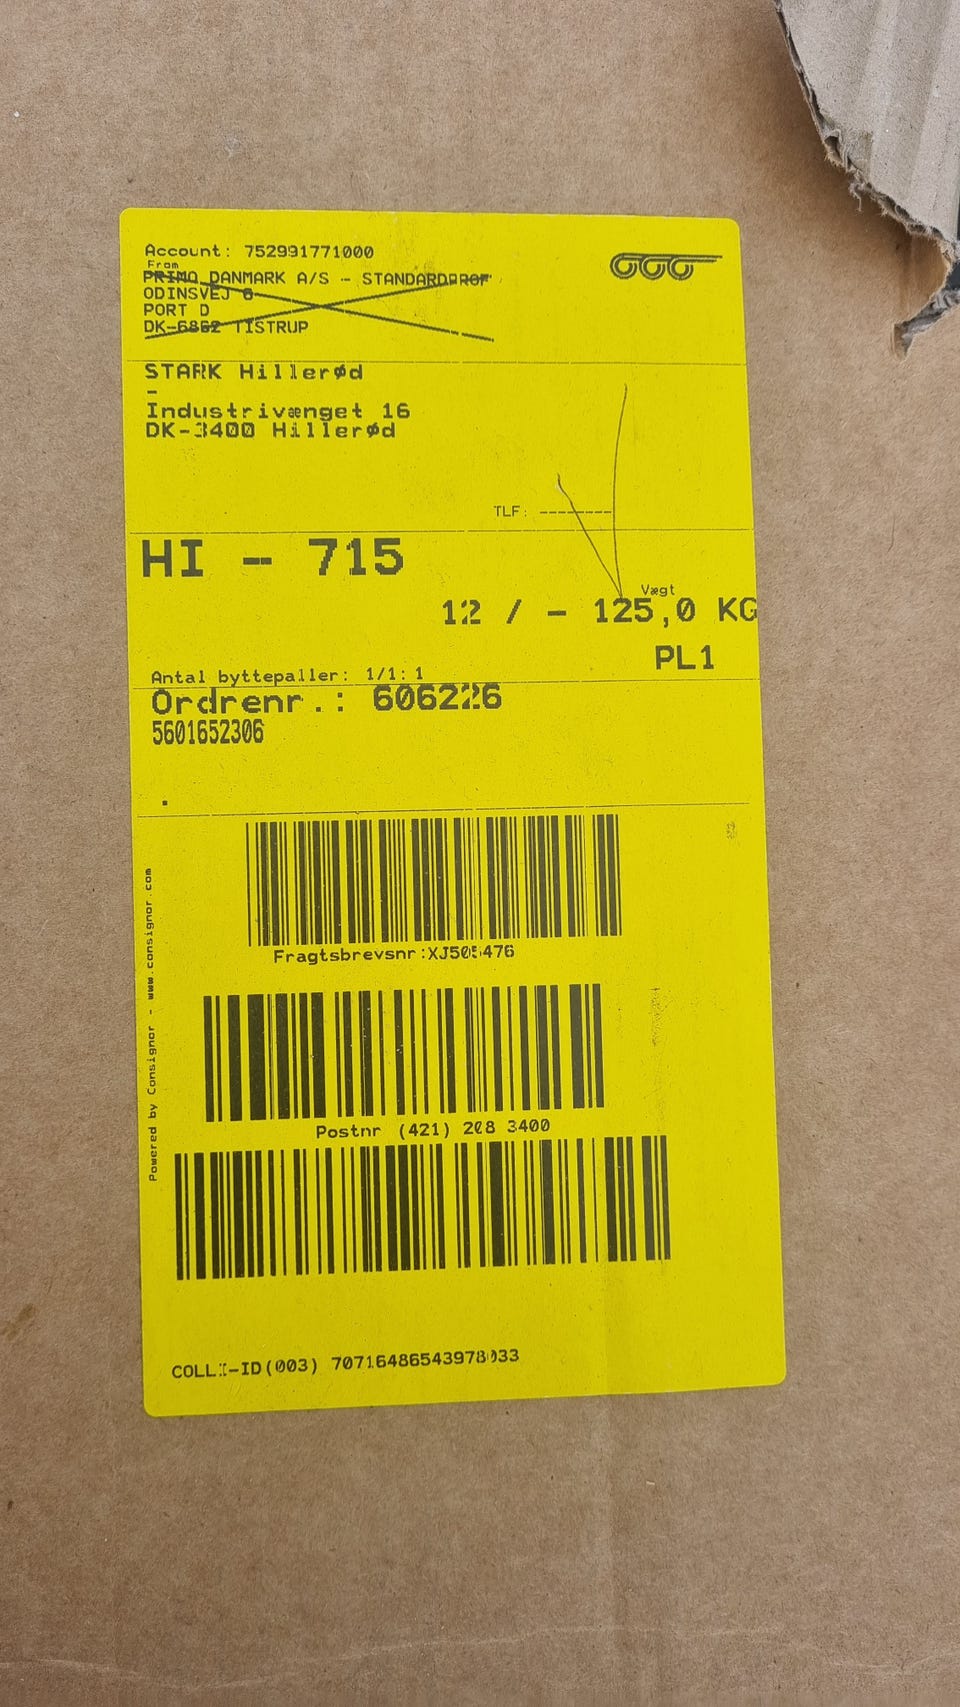 Account: 752991771000
From
PRIMO DANMARK A/S - STANDARDPROF
ODINSVEJ 6
PORT D
DK-6862 TISTRUP
STARK Hillerød
-
Industrivænget 16
DK-3400 Hillerød
TLF: ---------
HI - 715
Vægt
12 / - 125,0 KG
PL1
Antal byttepaller: 1/1: 1
Ordrenr.: 606226
5601652306
.
Fragtsbrevsnr:XJ505476
Postnr (421) 208 3400
COLLI-ID(003) 70716486543978033
Powered by Consignor - www.consignor.com